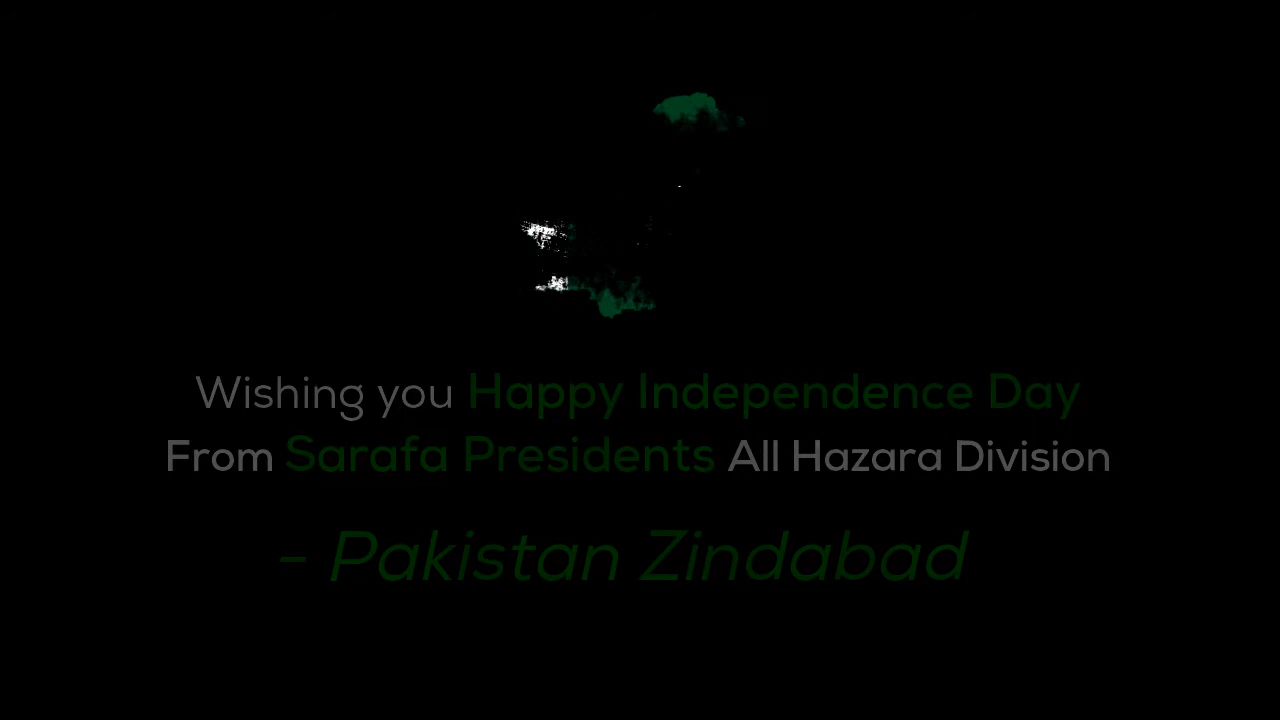 Wishing you Happy Independence Day
From Sarafa Presidents All Hazara Division
- Pakistan Zindabad